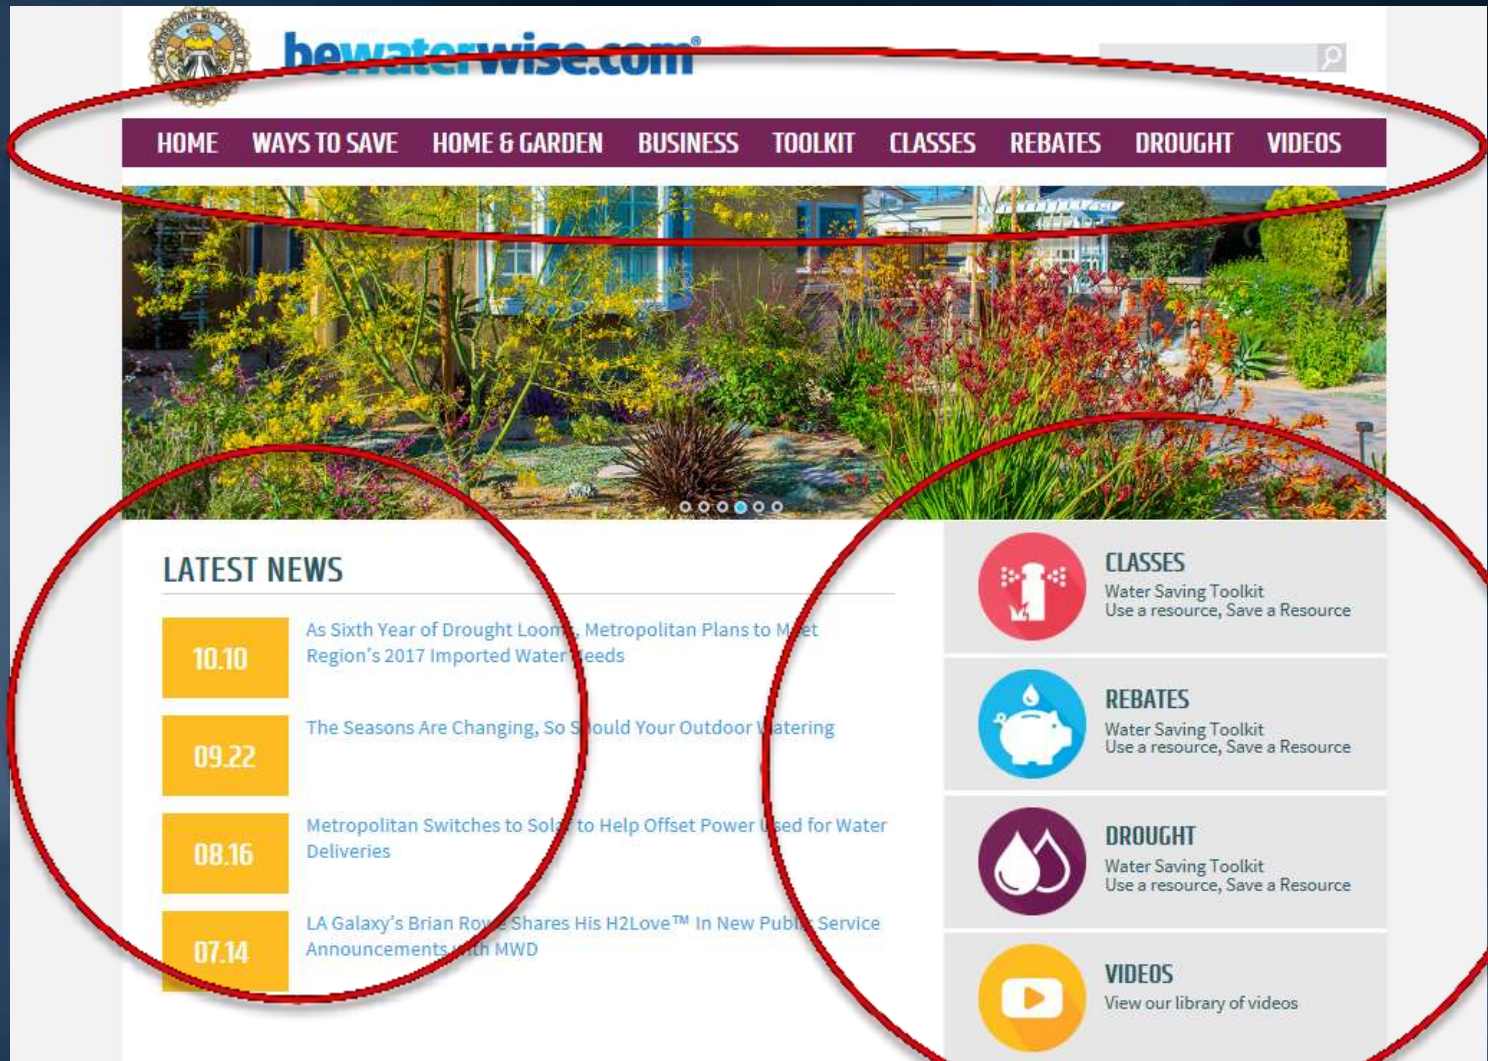 bewaterwise.com®
HOME WAYS TO SAVE HOME & GARDEN BUSINESS TOOLKIT CLASSES REBATES DROUGHT VIDEOS
LATEST NEWS
10.10
As Sixth Year of Drought Looms, Metropolitan Plans to Meet
Region's 2017 Imported Water Needs
09.22
The Seasons Are Changing, So Should Your Outdoor Watering
08.16
Metropolitan Switches to Solar to Help Offset Power Used for Water
Deliveries
07.14
LA Galaxy's Brian Rowe Shares His H2Love™ In New Public Service
Announcements with MWD
CLASSES
Water Saving Toolkit
Use a resource, Save a Resource
REBATES
Water Saving Toolkit
Use a resource, Save a Resource
DROUGHT
Water Saving Toolkit
Use a resource, Save a Resource
VIDEOS
View our library of videos